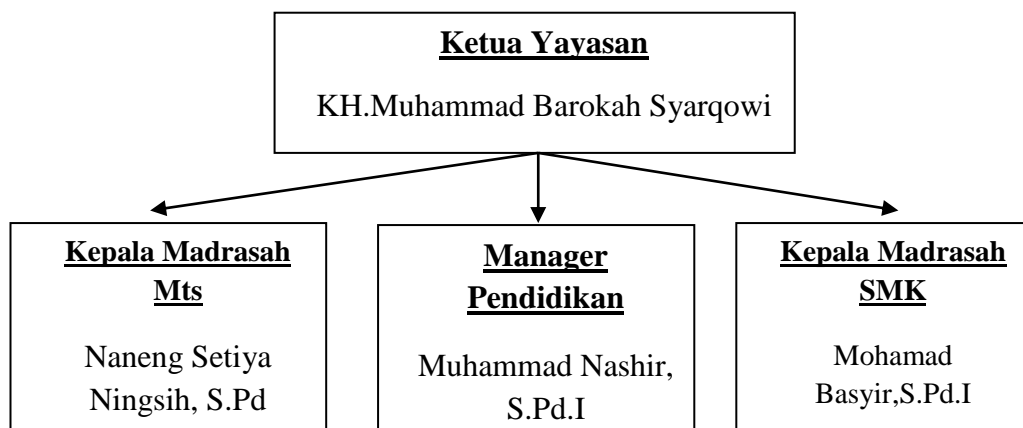 Ketua Yayasan
KH.Muhammad Barokah Syarqowi
Kepala Madrasah
Mts
Naneng Setiya
Ningsih, S.Pd
Manager
Pendidikan
Muhammad Nashir,
S.Pd.I
Kepala Madrasah
SMK
Mohamad
Basyir,S.Pd.I